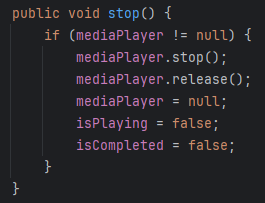 public void stop() {
    if (mediaPlayer != null) {
        mediaPlayer.stop();
        mediaPlayer.release();
        mediaPlayer = null;
        isPlaying = false;
        isCompleted = false;
    }
}